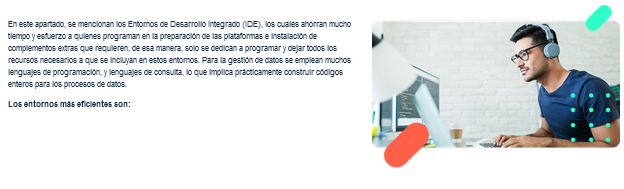 En este apartado, se mencionan los Entornos de Desarrollo Integrado (IDE), los cuales ahorran mucho
tiempo y esfuerzo a quienes programan en la preparación de las plataformas e instalación de
complementos extras que requieren, de esa manera, solo se dedican a programar y dejar todos los
recursos necesarios a que se incluyan en estos entornos. Para la gestión de datos se emplean muchos
lenguajes de programación, y lenguajes de consulta, lo que implica prácticamente construir códigos
enteros para los procesos de datos.
Los entornos más eficientes son: